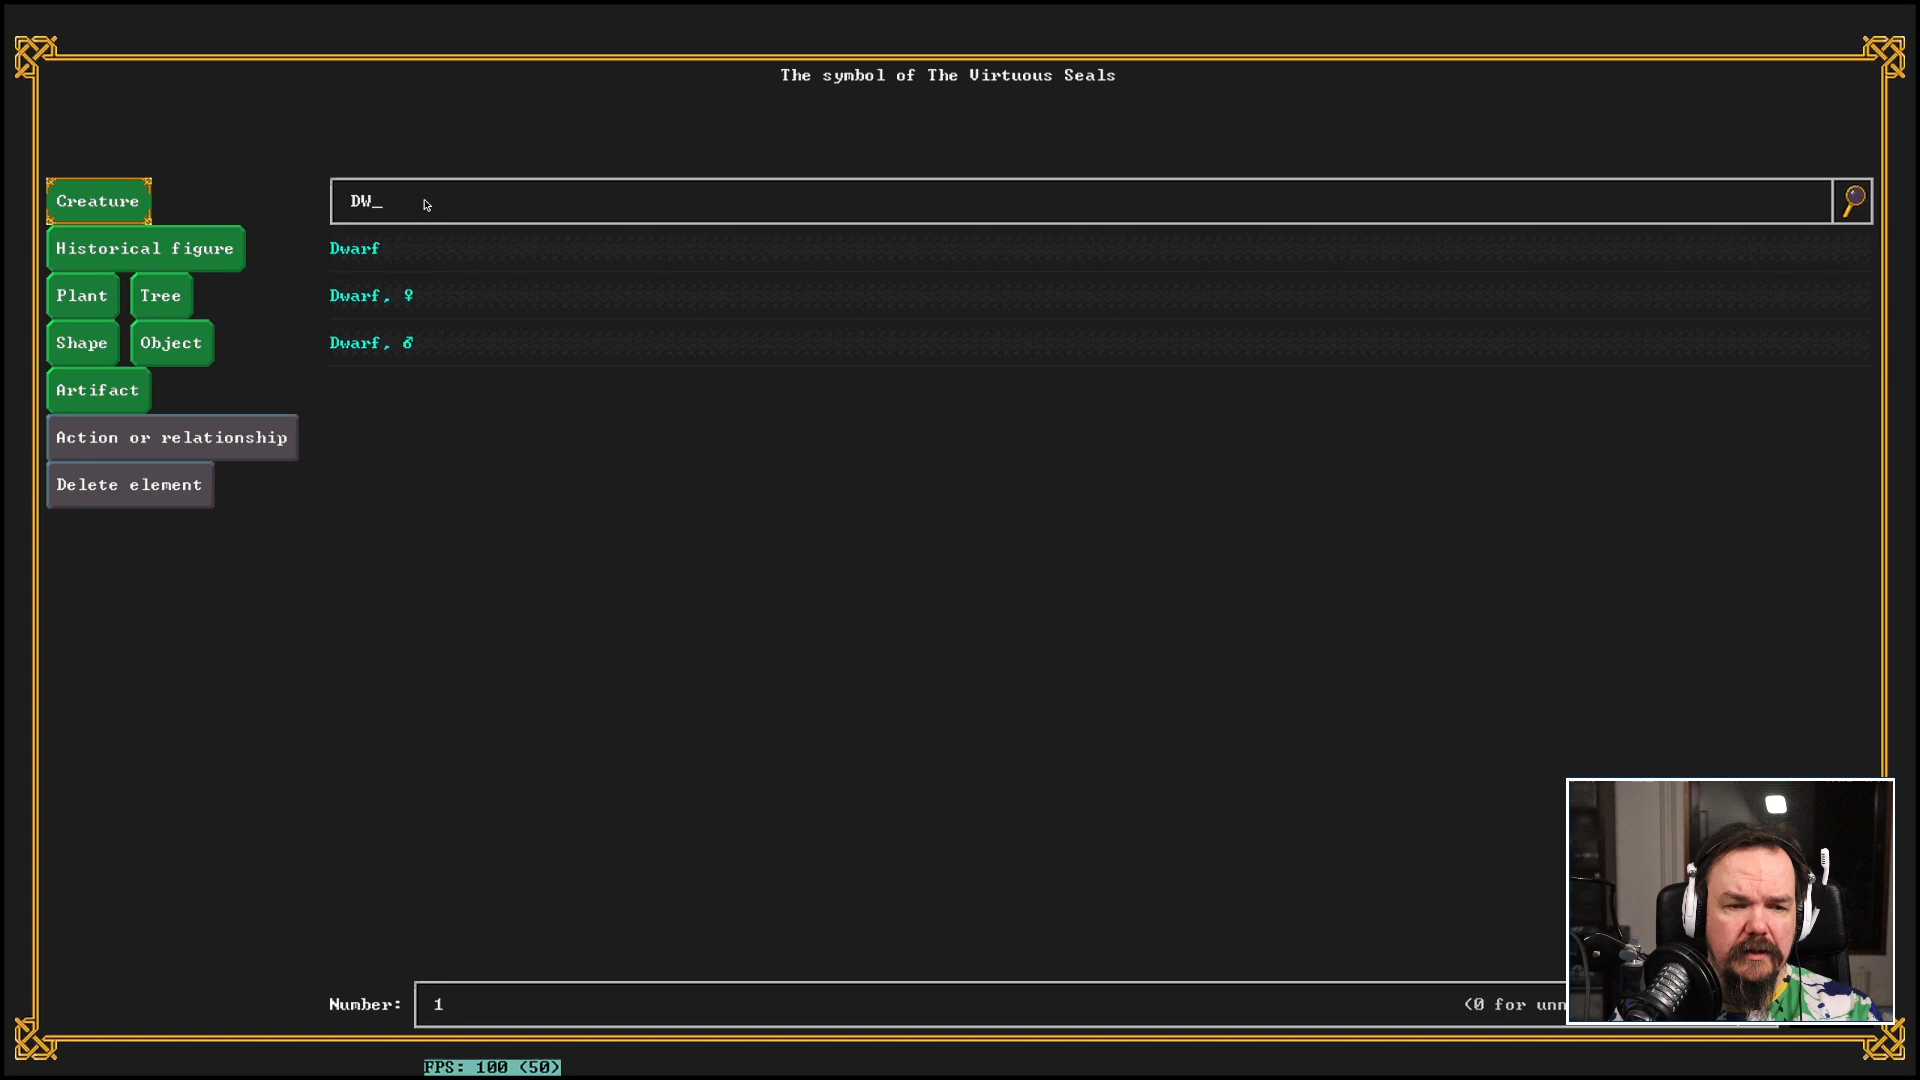 The symbol of The Virtuous Seals
Creature
DW_
Historical figure
Dwarf
Plant
Tree
Dwarf, ♀
Shape
Object
Dwarf, ♂
Artifact
Action or relationship
Delete element
Number: 1 (0 for
FPS: 100 (50)